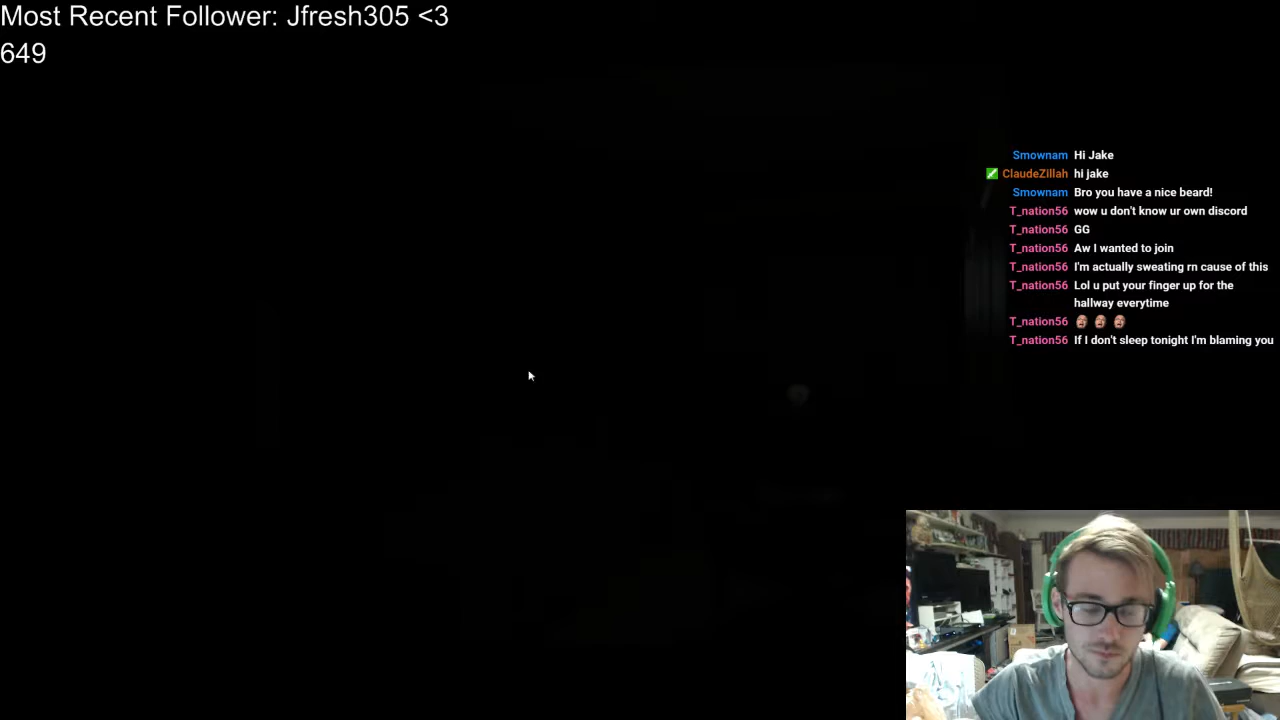 Most Recent Follower: Jfresh305 <3
649
Smownam Hi Jake
ClaudeZillah hi jake
Smownam Bro you have a nice beard!
T_nation56 wow u don't know ur own discord
T_nation56 GG
T_nation56 Aw I wanted to join
T_nation56 I'm actually sweating rn cause of this
T_nation56 Lol u put your finger up for the
hallway everytime
T_nation56
T_nation56 If I don't sleep tonight I'm blaming you